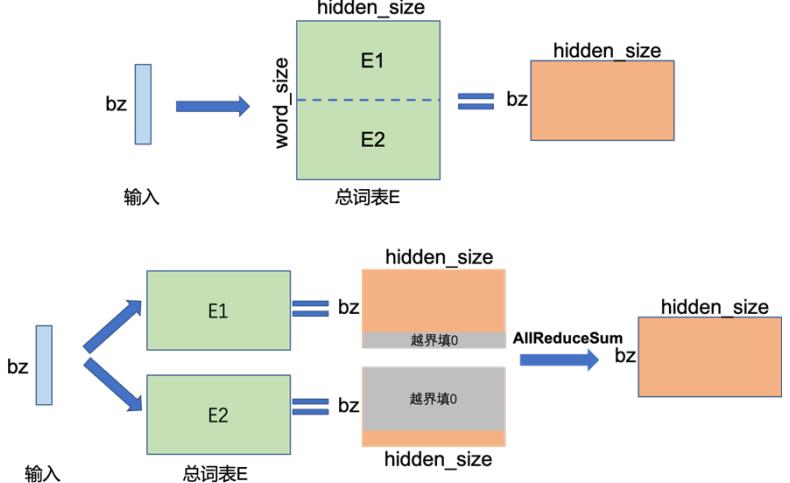 hidden_size
bz
word_size
E1
E2
bz
hidden_size
输入
总词表E
hidden_size
bz
E1
bz
越界填0
AllReduceSum
hidden_size
bz
E2
bz
越界填0
hidden_size
输入
总词表E